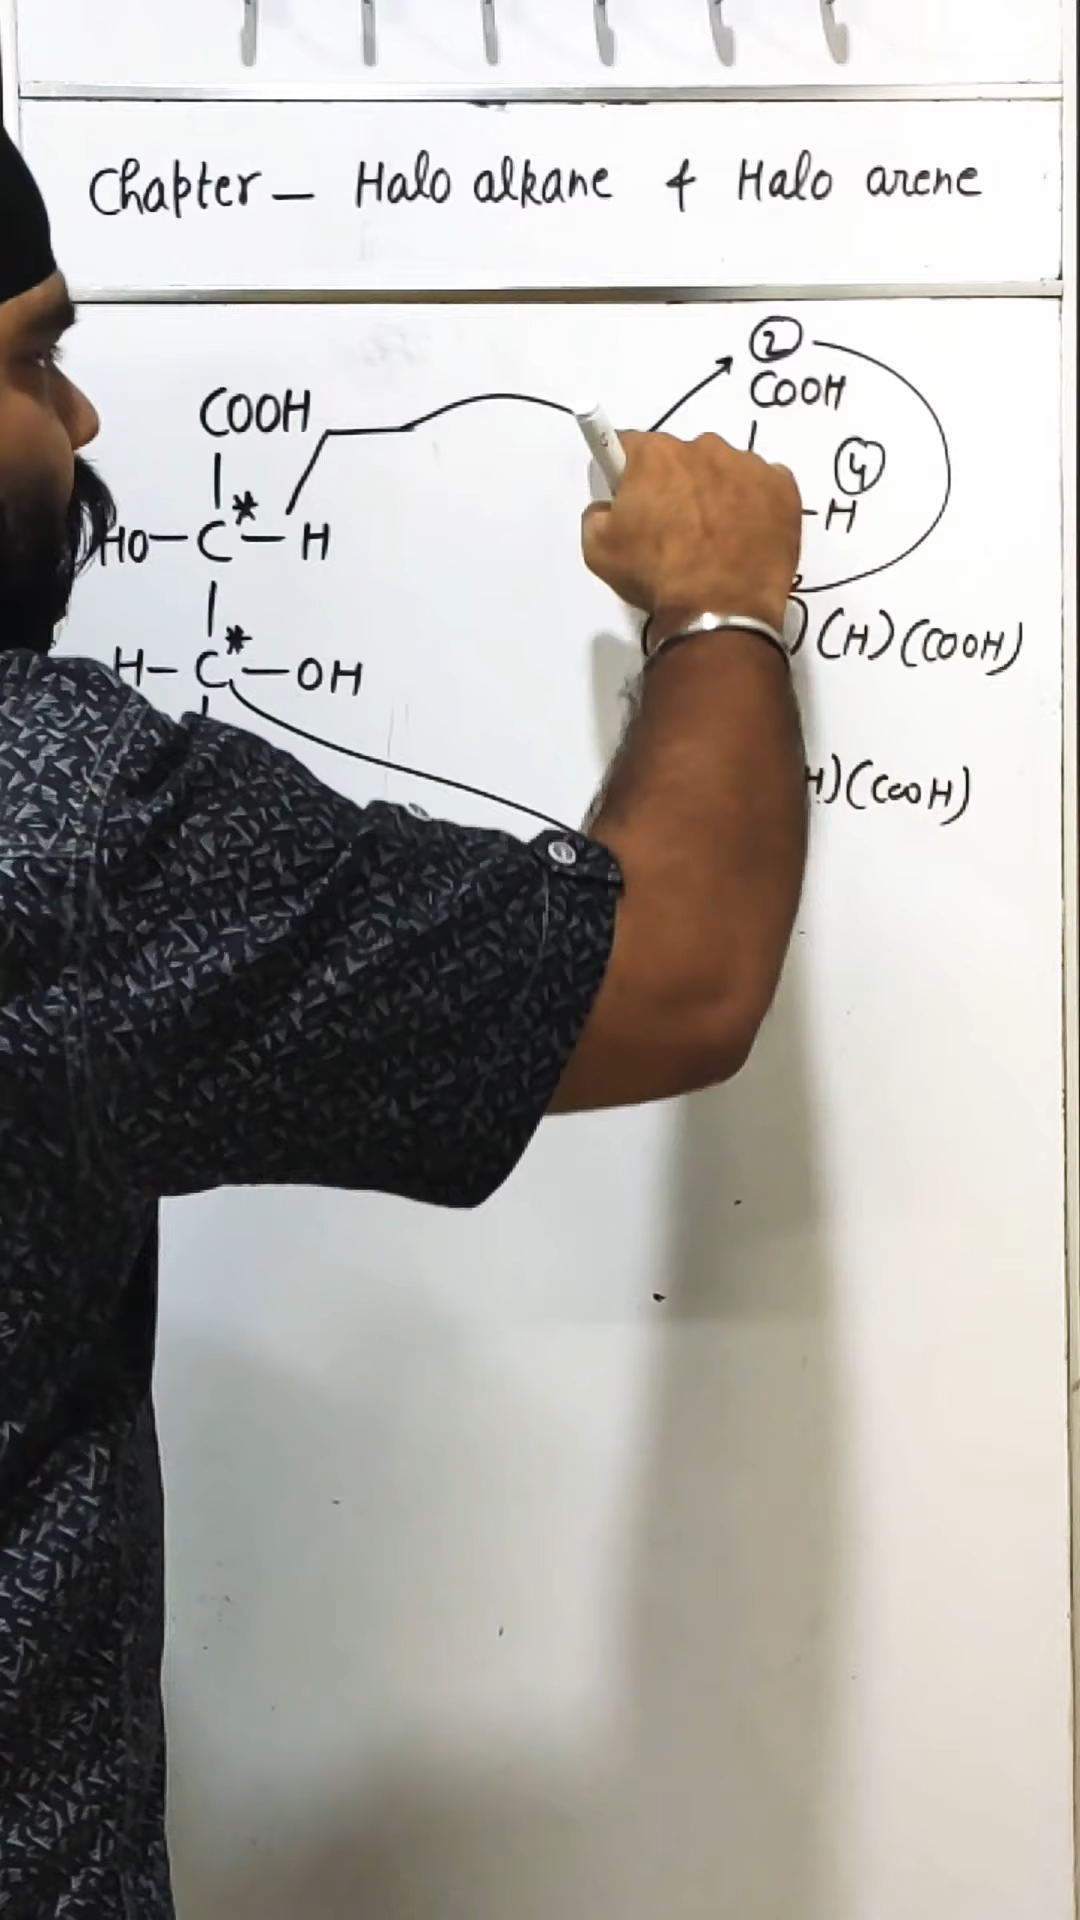 Chapter – Halo alkane & Halo arene
COOH
HO–C*–H
H–C*–OH
②
COOH
④
–H
)(H)(COOH)
H)(COOH)